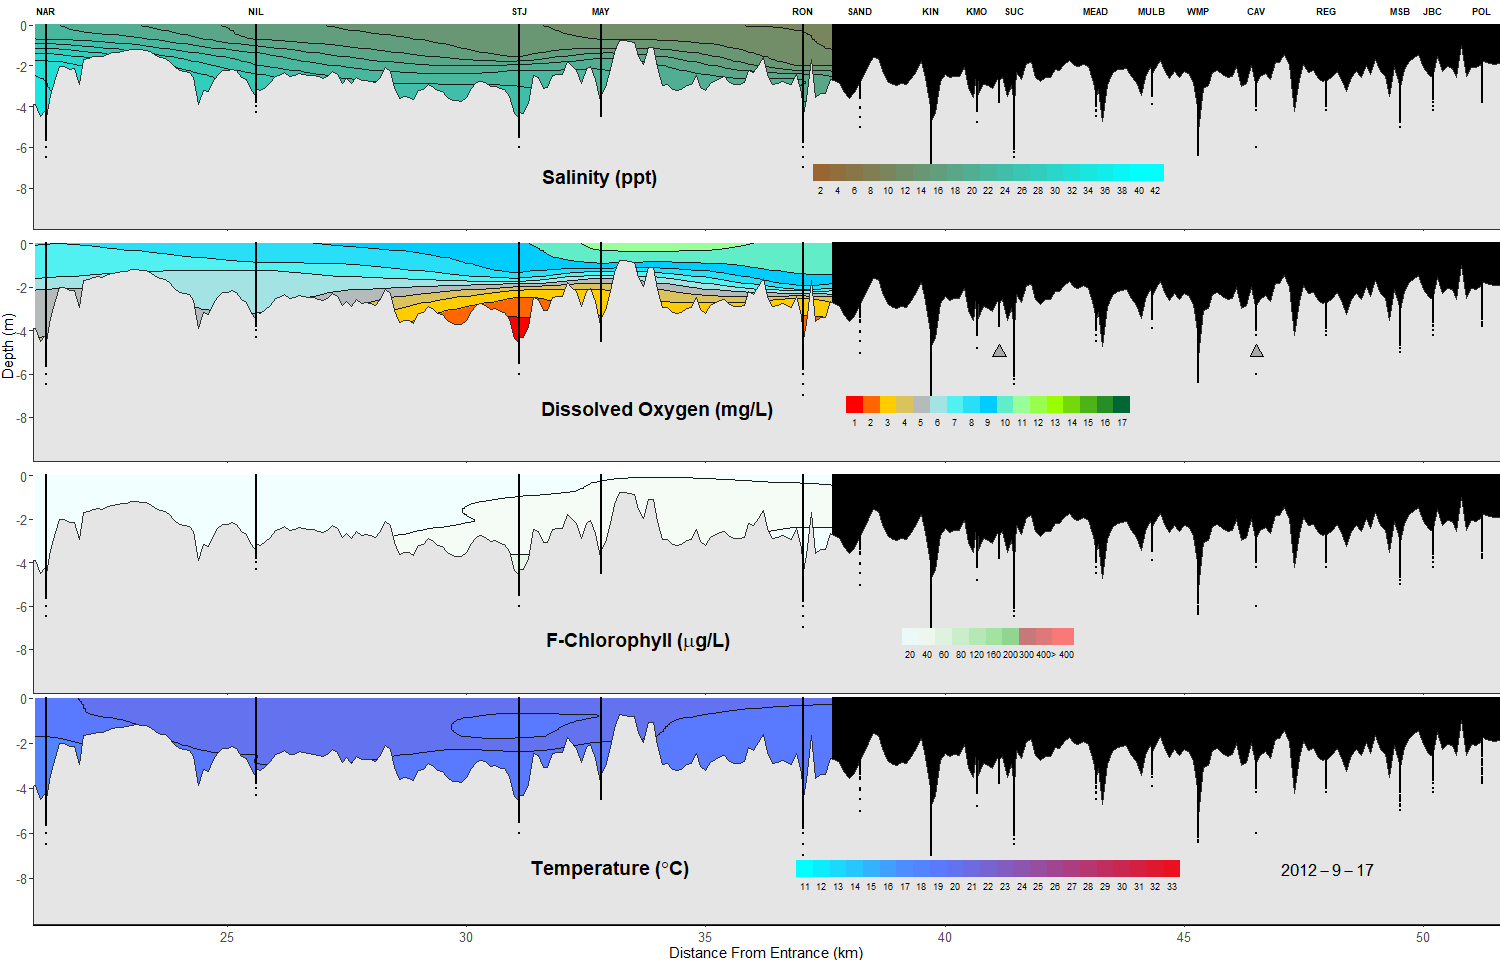 NAR NIL STJ MAY RON SAND KIN KMO SUC MEAD MULB WMP CAV REG MSB JBC POL
0
-2
-4
-6
-8
Salinity (ppt)
2 4 6 8 10 12 14 16 18 20 22 24 26 28 30 32 34 36 38 40 42
0
-2
-4
-6
-8
Dissolved Oxygen (mg/L)
1 2 3 4 5 6 7 8 9 10 11 12 13 14 15 16 17
Depth (m)
0
-2
-4
-6
-8
F-Chlorophyll (µg/L)
20 40 60 80 120 160 200 300 400 > 400
0
-2
-4
-6
-8
Temperature (°C)
11 12 13 14 15 16 17 18 19 20 21 22 23 24 25 26 27 28 29 30 31 32 33
2012 – 9 – 17
25 30 35 40 45 50
Distance From Entrance (km)